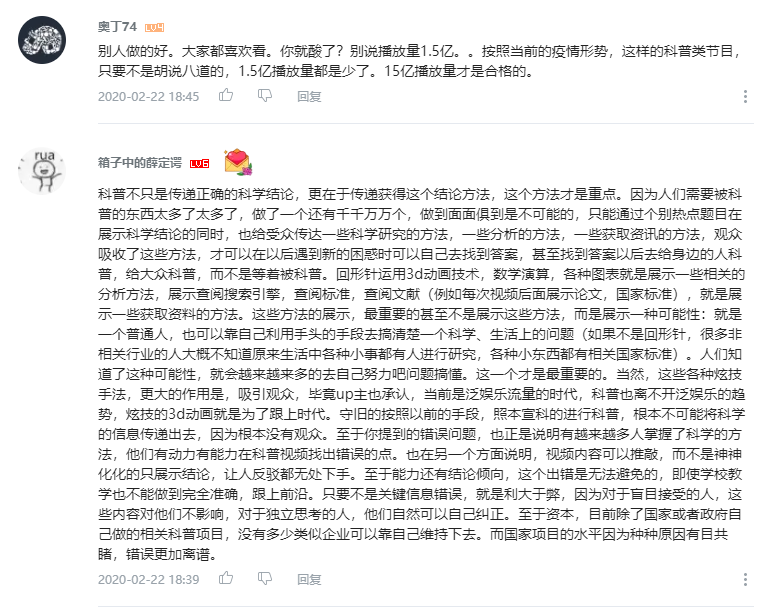 奥丁74 LV4
别人做的好。大家都喜欢看。你就酸了？别说播放量1.5亿。。按照当前的疫情形势，这样的科普类节目，
只要不是胡说八道的，1.5亿播放量都是少了。15亿播放量才是合格的。
2020-02-22 18:45 回复
rua
箱子中的薛定谔 LV6
科普不只是传递正确的科学结论，更在于传递获得这个结论方法，这个方法才是重点。因为人们需要被科
普的东西太多了太多了，做了一个还有千千万万个，做到面面俱到是不可能的，只能通过个别热点题目在
展示科学结论的同时，也给受众传达一些科学研究的方法，一些分析的方法，一些获取资讯的方法，观众
吸收了这些方法，才可以在以后遇到新的困惑时可以自己去找到答案，甚至找到答案以后去给身边的人科
普，给大众科普，而不是等着被科普。回形针运用3d动画技术，数学演算，各种图表就是展示一些相关的
分析方法，展示查阅搜索引擎，查阅标准，查阅文献（例如每次视频后面展示论文，国家标准），就是展
示一些获取资料的方法。这些方法的展示，最重要的甚至不是展示这些方法，而是展示一种可能性：就是
一个普通人，也可以靠自己利用手头的手段去搞清楚一个科学、生活上的问题（如果不是回形针，很多非
相关行业的人大概不知道原来生活中各种小事都有人进行研究，各种小东西都有相关国家标准）。人们知
道了这种可能性，就会越来越多的去自己努力吧问题搞懂。这一个才是最重要的。当然，这些各种炫技
手法，更大的作用是，吸引观众，毕竟up主也承认，当前是泛娱乐流量的时代，科普也离不开泛娱乐的趋
势，炫技的3d动画就是为了跟上时代。守旧的按照以前的手段，照本宣科的进行科普，根本不可能将科学
的信息传递出去，因为根本没有观众。至于你提到的错误问题，也正是说明有越来越多人掌握了科学的方
法，他们有动力有能力在科普视频找出错误的点。也在另一个方面说明，视频内容可以推敲，而不是神神
化化的只展示结论，让人反驳都无处下手。至于能力还有结论倾向，这个出错是无法避免的，即使学校教
学也不能做到完全准确，跟上前沿。只要不是关键信息错误，就是利大于弊，因为对于盲目接受的人，这
些内容对他们不影响，对于独立思考的人，他们自然可以自己纠正。至于资本，目前除了国家或者政府自
己做的相关科普项目，没有多少类似企业可以靠自己维持下去。而国家项目的水平因为种种原因有目共
睹，错误更加离谱。
2020-02-22 18:39 回复